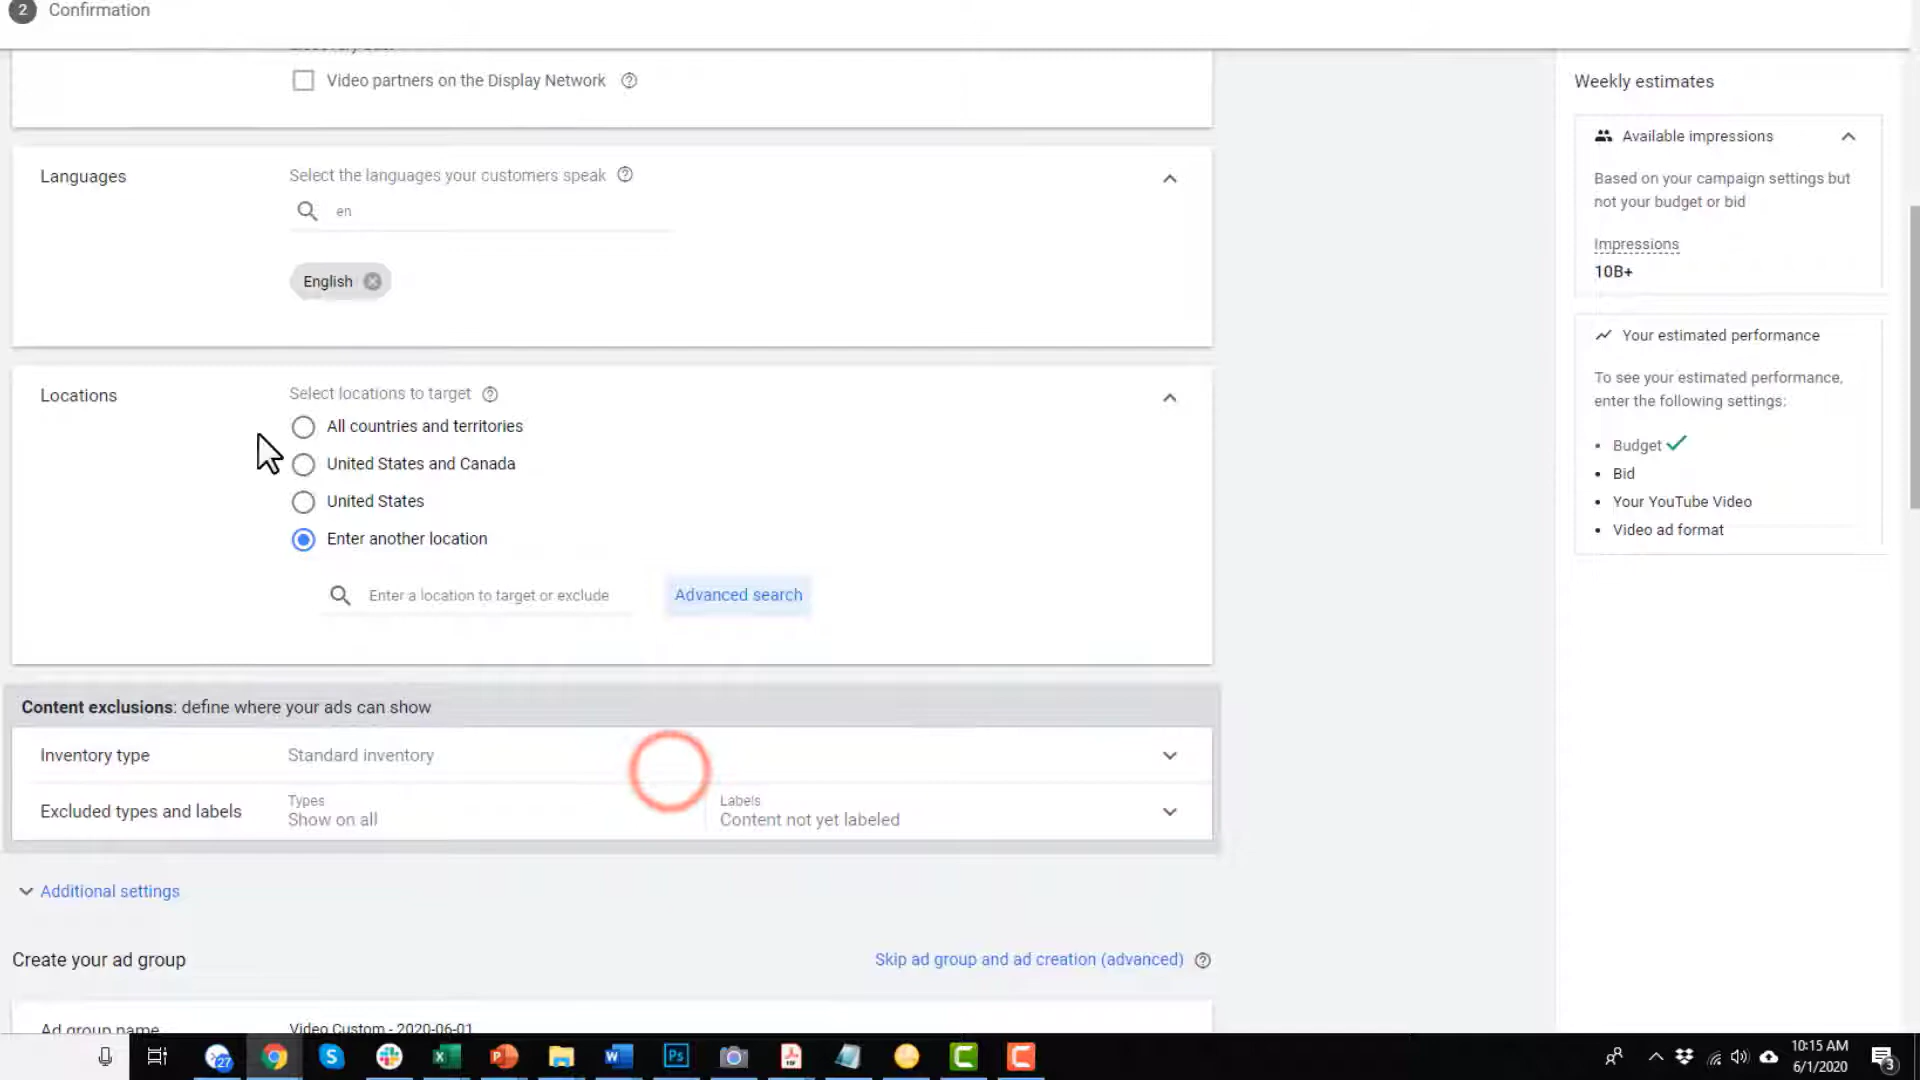 2 Confirmation
Video partners on the Display Network
Languages
Select the languages your customers speak
en
English
Locations
Select locations to target
All countries and territories
United States and Canada
United States
Enter another location
Enter a location to target or exclude
Advanced search
Content exclusions: define where your ads can show
Inventory type
Standard inventory
Excluded types and labels
Types
Show on all
Labels
Content not yet labeled
Additional settings
Create your ad group
Skip ad group and ad creation (advanced)
Ad group name
Video Custom - 2020-06-01
Weekly estimates
Available impressions
Based on your campaign settings but
not your budget or bid
Impressions
10B+
Your estimated performance
To see your estimated performance,
enter the following settings:
Budget
Bid
Your YouTube Video
Video ad format
27
Ps
10:15 AM
6/1/2020
3